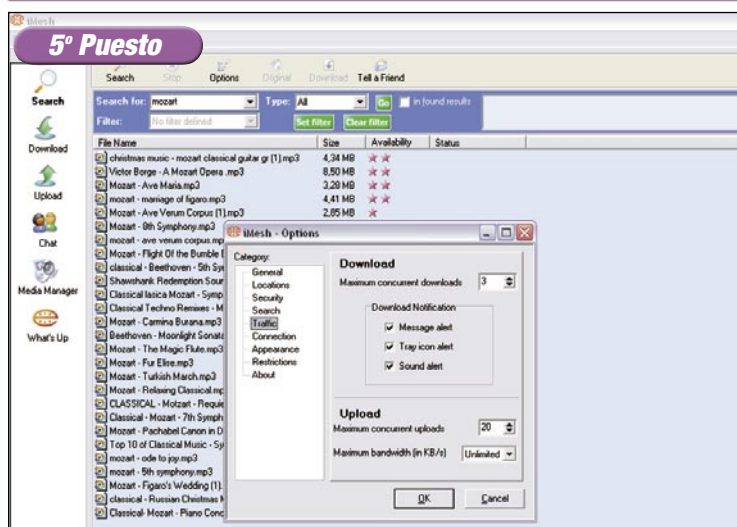 iMesh
5º Puesto
Search Stop Options Original Download Tell a Friend
Search
Download
Upload
Chat
Media Manager
What's Up
Search for: mozart Type: All Go in found results
Filter: No filter defined Set filter Clear filter
File Name Size Availability Status
christmas music - mozart classical guitar gr (1).mp3 4,34 MB
Victor Borge - A Mozart Opera .mp3 8,50 MB
Mozart - Ave Maria.mp3 3,28 MB
mozart - marriage of figaro.mp3 4,41 MB
Mozart - Ave Verum Corpus (1).mp3 2,85 MB
Mozart - 9th Symphony.mp3
mozart - ave verum corpus.mp
Mozart - Flight Of the Bumble
classical - Beethoven - 5th Sy
Shawshank Redemption Sour
Classical lasica Mozart - Symp
Classical Techno Remixes - M
Mozart - Carmina Burana.mp3
Beethoven - Moonlight Sonata
Mozart - The Magic Flute.mp3
Mozart - Fur Elise.mp3
Mozart - Turkish March.mp3
Mozart - Relaxing Classical.mp
CLASSICAL - Motzart - Requie
Classical - Mozart - 7th Symph
Mozart - Pachabel Canon in D
Top 10 of Classical Music - Sy
mozart - ode to joy.mp3
mozart - 5th symphony.mp3
Mozart - Figaro's Wedding (1).
classical - Russian Christmas
Classical- Mozart - Piano Conc
iMesh - Options
Category:
General
Locations
Security
Search
Traffic
Connection
Appearance
Restrictions
About
Download
Maximum concurrent downloads 3
Download Notification
Message alert
Tray icon alert
Sound alert
Upload
Maximum concurrent uploads 20
Maximum bandwidth (in KB/s) Unlimited
OK Cancel